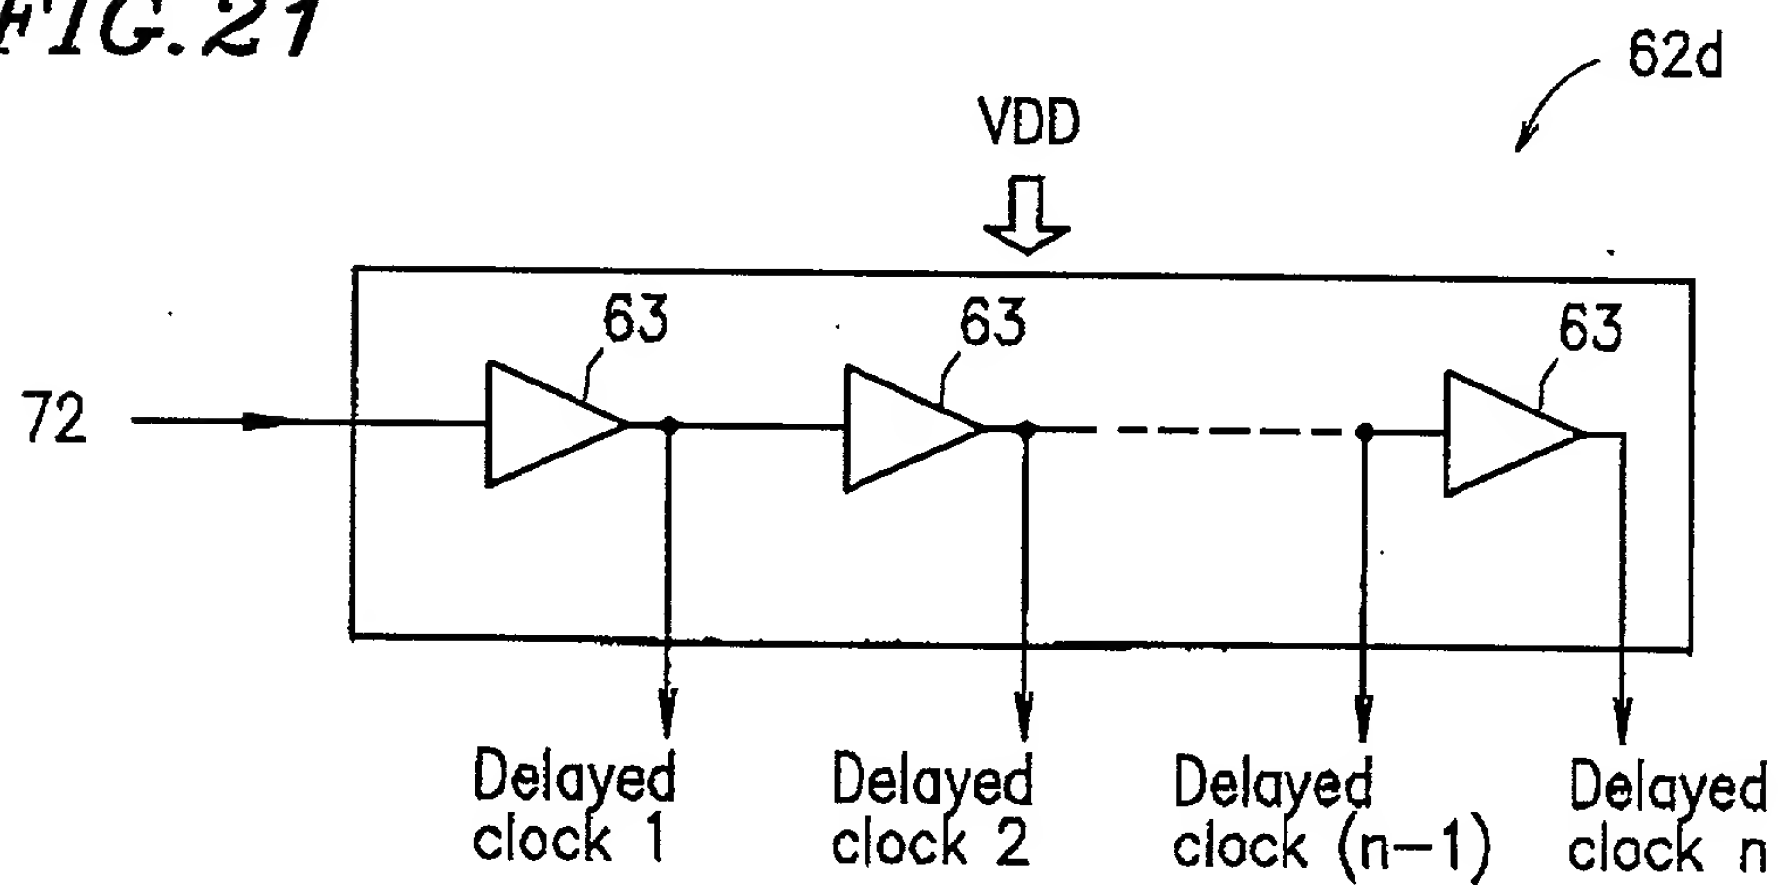 FIG. 21
62d
VDD
63
63
63
72
Delayed
clock 1
Delayed
clock 2
Delayed
clock (n-1)
Delayed
clock n